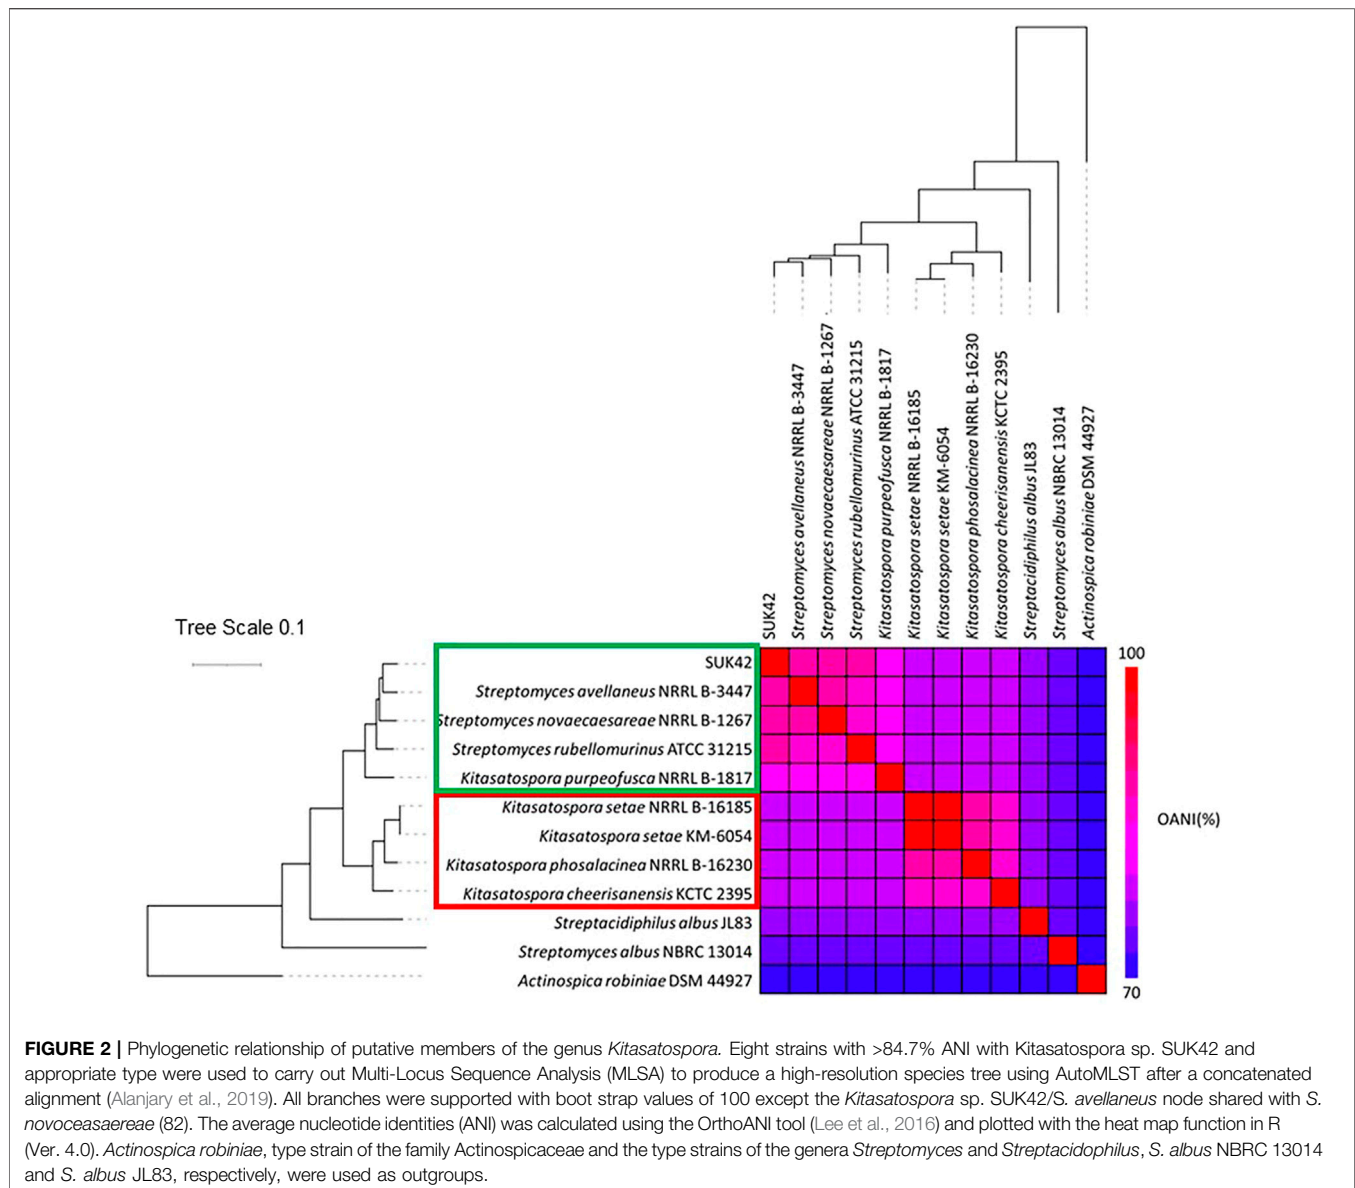 SUK42
Streptomyces avellaneus NRRL B-3447
Streptomyces novaecaesareae NRRL B-1267
Streptomyces rubellomurinus ATCC 31215
Kitasatospora purpeofusca NRRL B-1817
Kitasatospora setae NRRL B-16185
Kitasatospora setae KM-6054
Kitasatospora phosalacinea NRRL B-16230
Kitasatospora cheerisanensis KCTC 2395
Streptacidiphilus albus JL83
Streptomyces albus NBRC 13014
Actinospica robiniae DSM 44927
Tree Scale 0.1
SUK42
Streptomyces avellaneus NRRL B-3447
Streptomyces novaecaesareae NRRL B-1267
Streptomyces rubellomurinus ATCC 31215
Kitasatospora purpeofusca NRRL B-1817
Kitasatospora setae NRRL B-16185
Kitasatospora setae KM-6054
Kitasatospora phosalacinea NRRL B-16230
Kitasatospora cheerisanensis KCTC 2395
Streptacidiphilus albus JL83
Streptomyces albus NBRC 13014
Actinospica robiniae DSM 44927
100
OANI(%)
70
FIGURE 2 | Phylogenetic relationship of putative members of the genus Kitasatospora. Eight strains with >84.7% ANI with Kitasatospora sp. SUK42 and
appropriate type were used to carry out Multi-Locus Sequence Analysis (MLSA) to produce a high-resolution species tree using AutoMLST after a concatenated
alignment (Alanjary et al., 2019). All branches were supported with boot strap values of 100 except the Kitasatospora sp. SUK42/S. avellaneus node shared with S.
novoceasaereae (82). The average nucleotide identities (ANI) was calculated using the OrthoANI tool (Lee et al., 2016) and plotted with the heat map function in R
(Ver. 4.0). Actinospica robiniae, type strain of the family Actinospicaceae and the type strains of the genera Streptomyces and Streptacidophilus, S. albus NBRC 13014
and S. albus JL83, respectively, were used as outgroups.